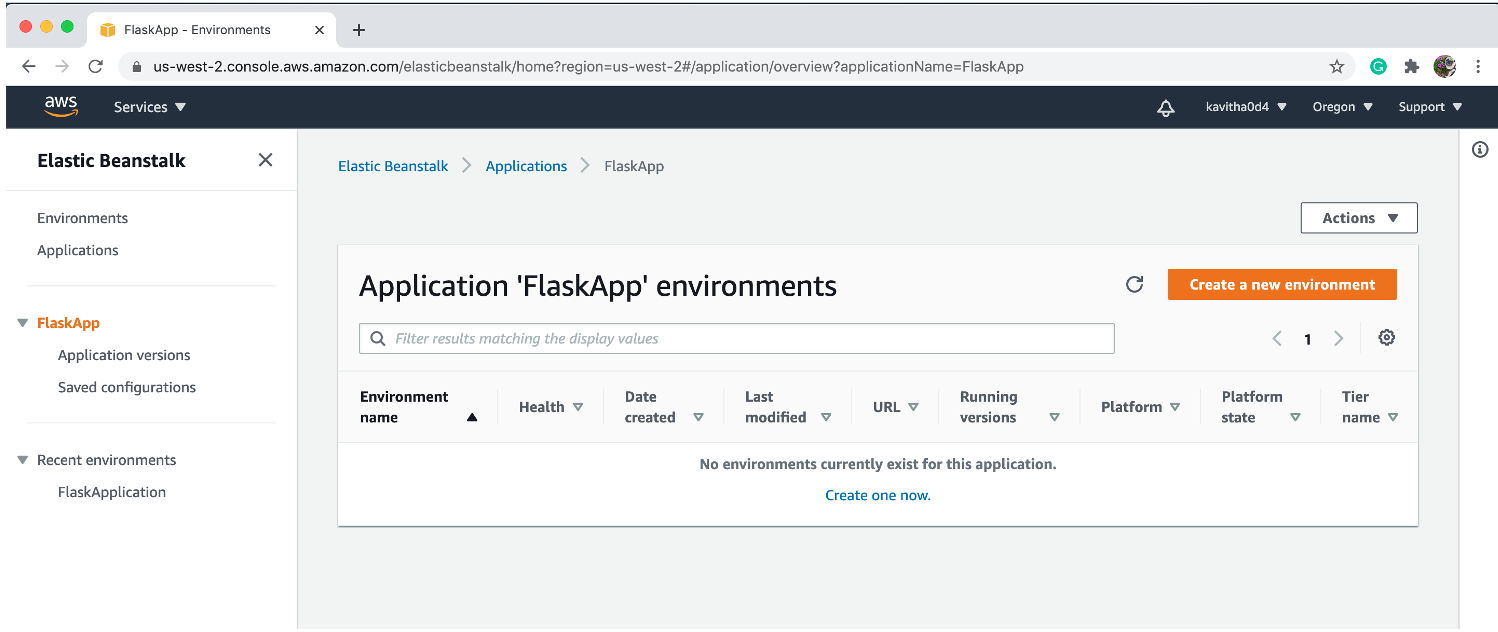 FlaskApp - Environments
us-west-2.console.aws.amazon.com/elasticbeanstalk/home?region=us-west-2#/application/overview?applicationName=FlaskApp
aws Services kavitha0d4 Oregon Support
Elastic Beanstalk
Environments
Applications
FlaskApp
Application versions
Saved configurations
Recent environments
FlaskApplication
Elastic Beanstalk Applications FlaskApp
Actions
Application 'FlaskApp' environments
Create a new environment
Filter results matching the display values
1
Environment name
Health
Date created
Last modified
URL
Running versions
Platform
Platform state
Tier name
No environments currently exist for this application.
Create one now.